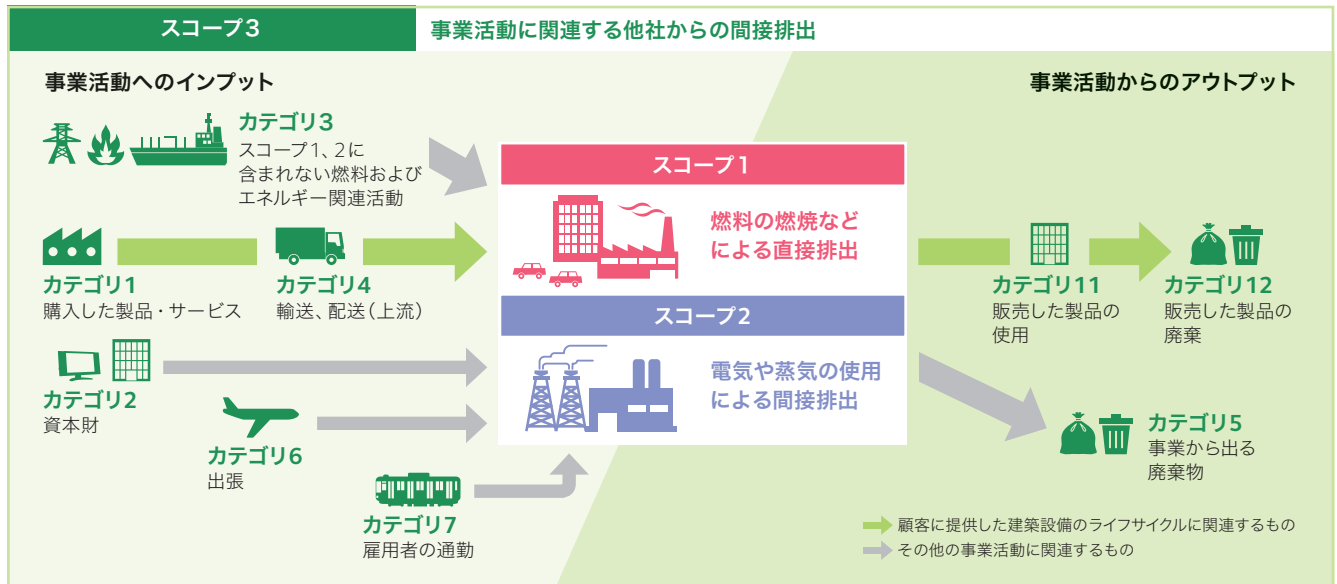 スコープ3
事業活動に関連する他社からの間接排出
事業活動へのインプット
事業活動からのアウトプット
カテゴリ3
スコープ1、2に
含まれない燃料および
エネルギー関連活動
カテゴリ1
購入した製品・サービス
カテゴリ4
輸送、配送（上流）
カテゴリ2
資本財
カテゴリ6
出張
カテゴリ7
雇用者の通勤
スコープ1
燃料の燃焼など
による直接排出
スコープ2
電気や蒸気の使用
による間接排出
カテゴリ11
販売した製品の
使用
カテゴリ12
販売した製品の
廃棄
カテゴリ5
事業から出る
廃棄物
顧客に提供した建築設備のライフサイクルに関連するもの
その他の事業活動に関連するもの